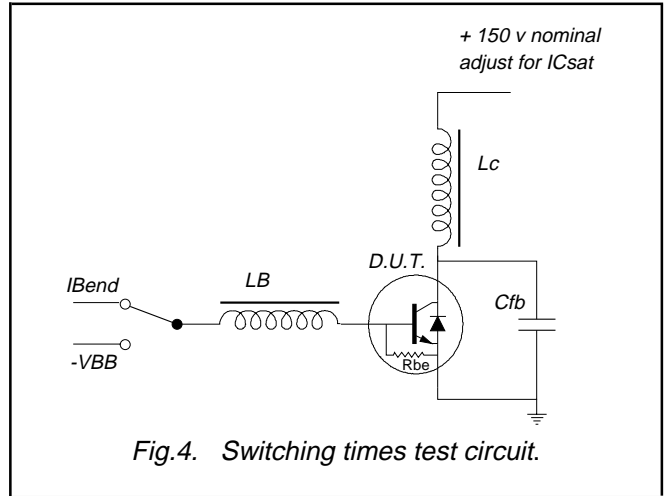 + 150 v nominal
adjust for ICsat
Lc
D.U.T.
LB
IBend
Cfb
-VBB
Rbe
Fig.4. Switching times test circuit.